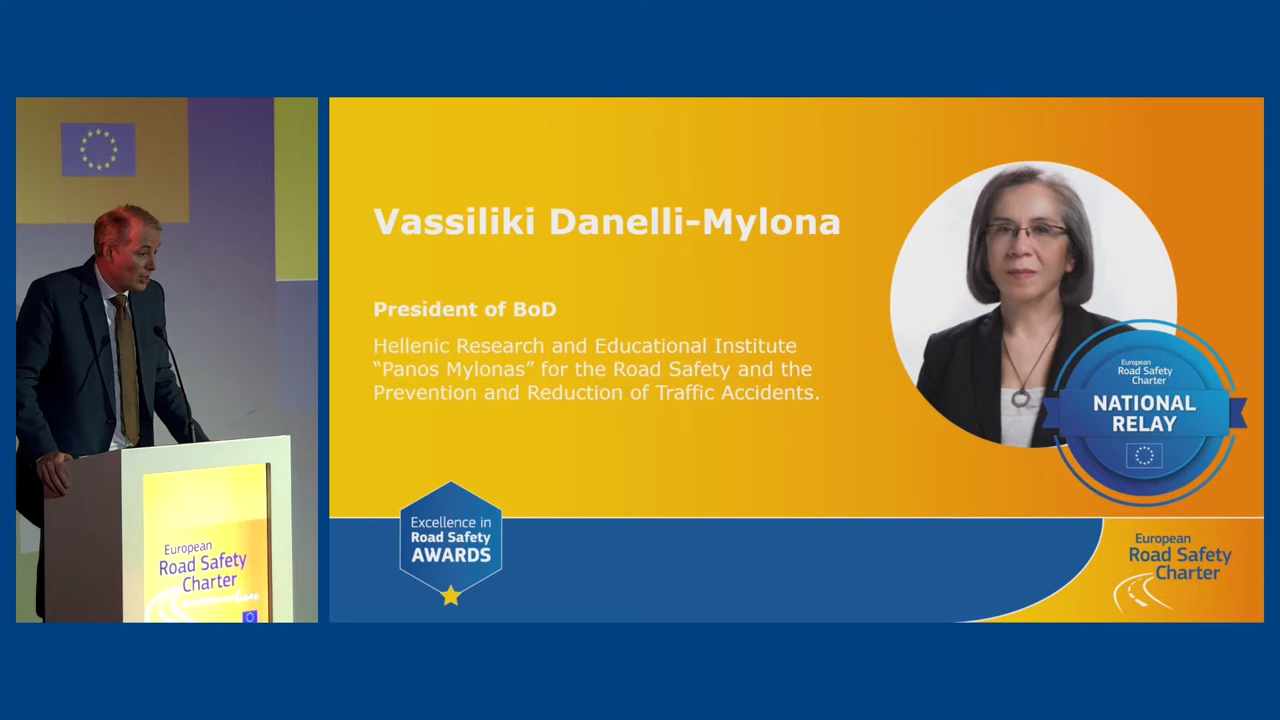 Vassiliki Danelli-Mylona
President of BoD
Hellenic Research and Educational Institute
“Panos Mylonas” for the Road Safety and the
Prevention and Reduction of Traffic Accidents.
European
Road Safety
Charter
NATIONAL
RELAY
Excellence in
Road Safety
AWARDS
European
Road Safety
Charter
European
Road Safety
Charter